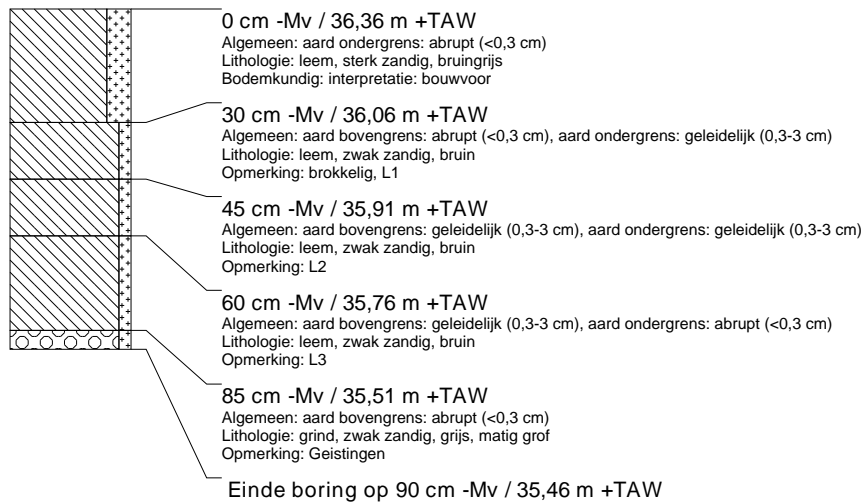 0 cm -Mv / 36,36 m +TAW
Algemeen: aard ondergrens: abrupt (<0,3 cm)
Lithologie: leem, sterk zandig, bruingrijs
Bodemkundig: interpretatie: bouwvoor
30 cm -Mv / 36,06 m +TAW
Algemeen: aard bovengrens: abrupt (<0,3 cm), aard ondergrens: geleidelijk (0,3-3 cm)
Lithologie: leem, zwak zandig, bruin
Opmerking: brokkelig, L1
45 cm -Mv / 35,91 m +TAW
Algemeen: aard bovengrens: geleidelijk (0,3-3 cm), aard ondergrens: geleidelijk (0,3-3 cm)
Lithologie: leem, zwak zandig, bruin
Opmerking: L2
60 cm -Mv / 35,76 m +TAW
Algemeen: aard bovengrens: geleidelijk (0,3-3 cm), aard ondergrens: abrupt (<0,3 cm)
Lithologie: leem, zwak zandig, bruin
Opmerking: L3
85 cm -Mv / 35,51 m +TAW
Algemeen: aard bovengrens: abrupt (<0,3 cm)
Lithologie: grind, zwak zandig, grijs, matig grof
Opmerking: Geistingen
Einde boring op 90 cm -Mv / 35,46 m +TAW